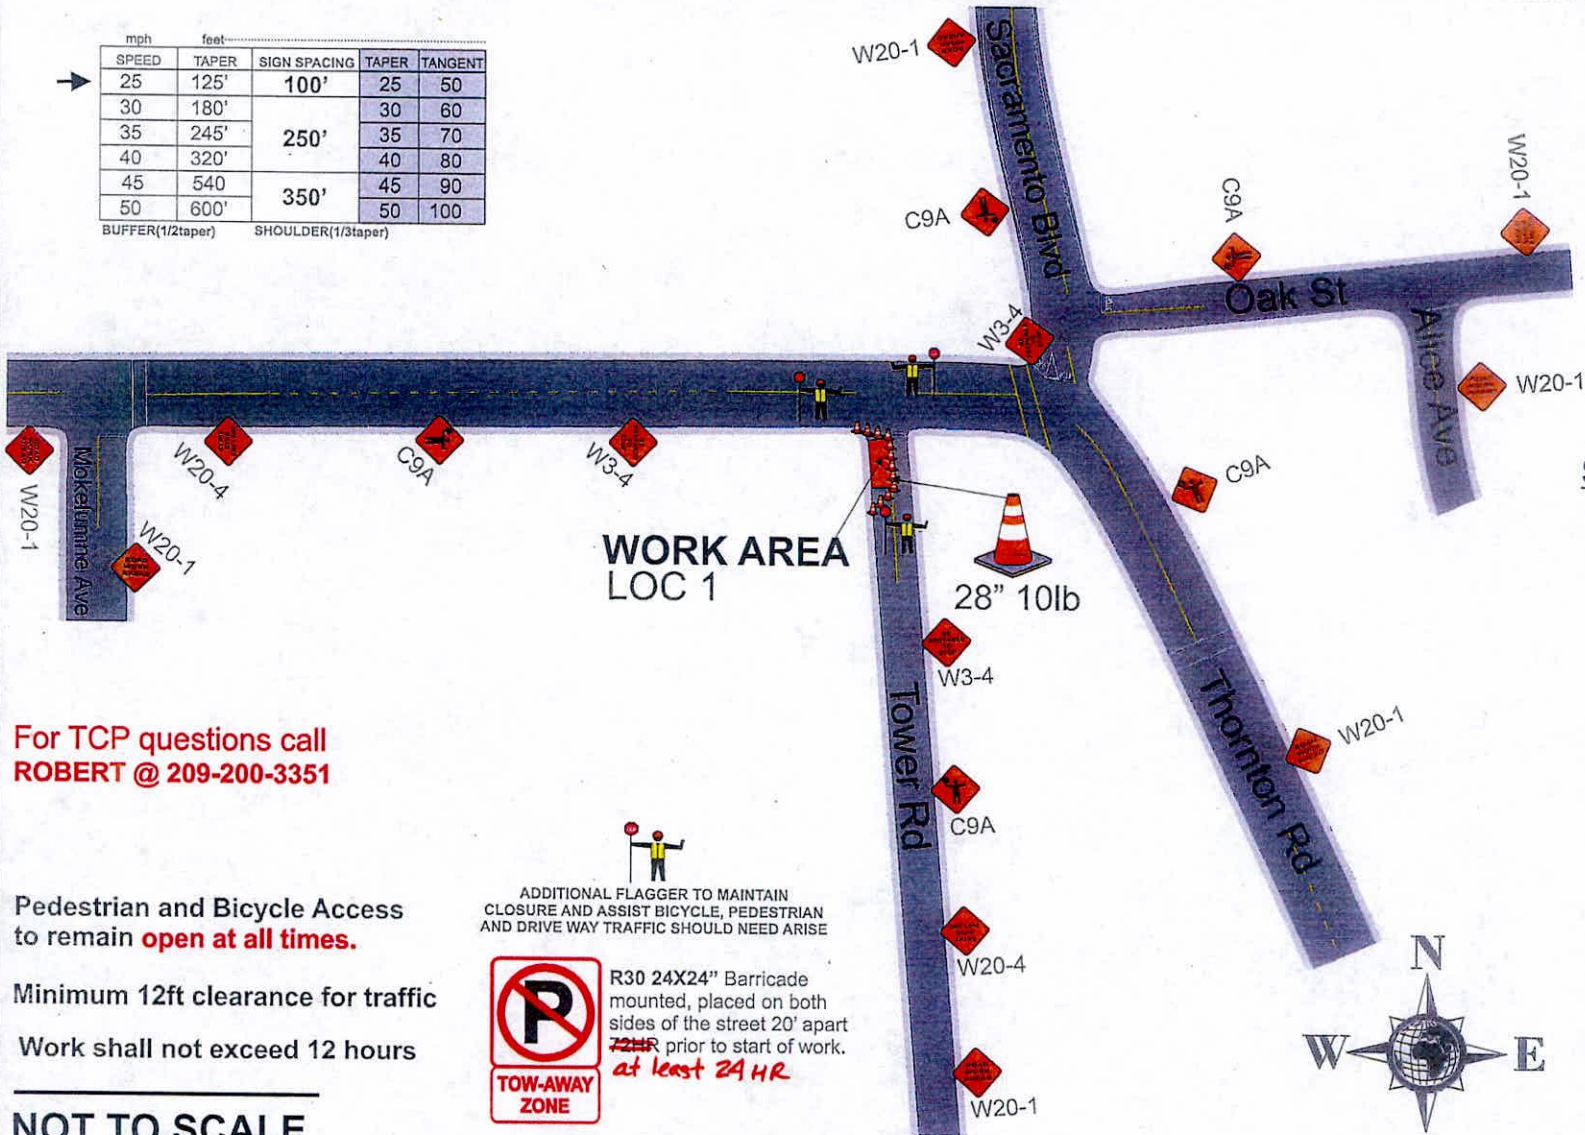 mph feet
SPEED TAPER SIGN SPACING TAPER TANGENT
25 125' 100' 25 50
30 180' 30 60
35 245' 250' 35 70
40 320' 40 80
45 540 350' 45 90
50 600' 50 100
BUFFER(1/2taper) SHOULDER(1/3taper)
W20-1
Sacramento Blvd
C9A
W3-4
C9A
W20-1
Oak St
Alice Ave
W20-1
W20-1
Mokelumne Ave
W20-1
W20-4
C9A
W3-4
WORK AREA
LOC 1
28" 10lb
C9A
W20-1
Thornton Rd
Tower Rd
W3-4
C9A
W20-4
W20-1
For TCP questions call
ROBERT @ 209-200-3351
Pedestrian and Bicycle Access
to remain open at all times.
Minimum 12ft clearance for traffic
Work shall not exceed 12 hours
NOT TO SCALE
ADDITIONAL FLAGGER TO MAINTAIN
CLOSURE AND ASSIST BICYCLE, PEDESTRIAN
AND DRIVE WAY TRAFFIC SHOULD NEED ARISE
P
TOW-AWAY
ZONE
R30 24X24" Barricade
mounted, placed on both
sides of the street 20' apart
72HR prior to start of work.
at least 24 HR
N
W E